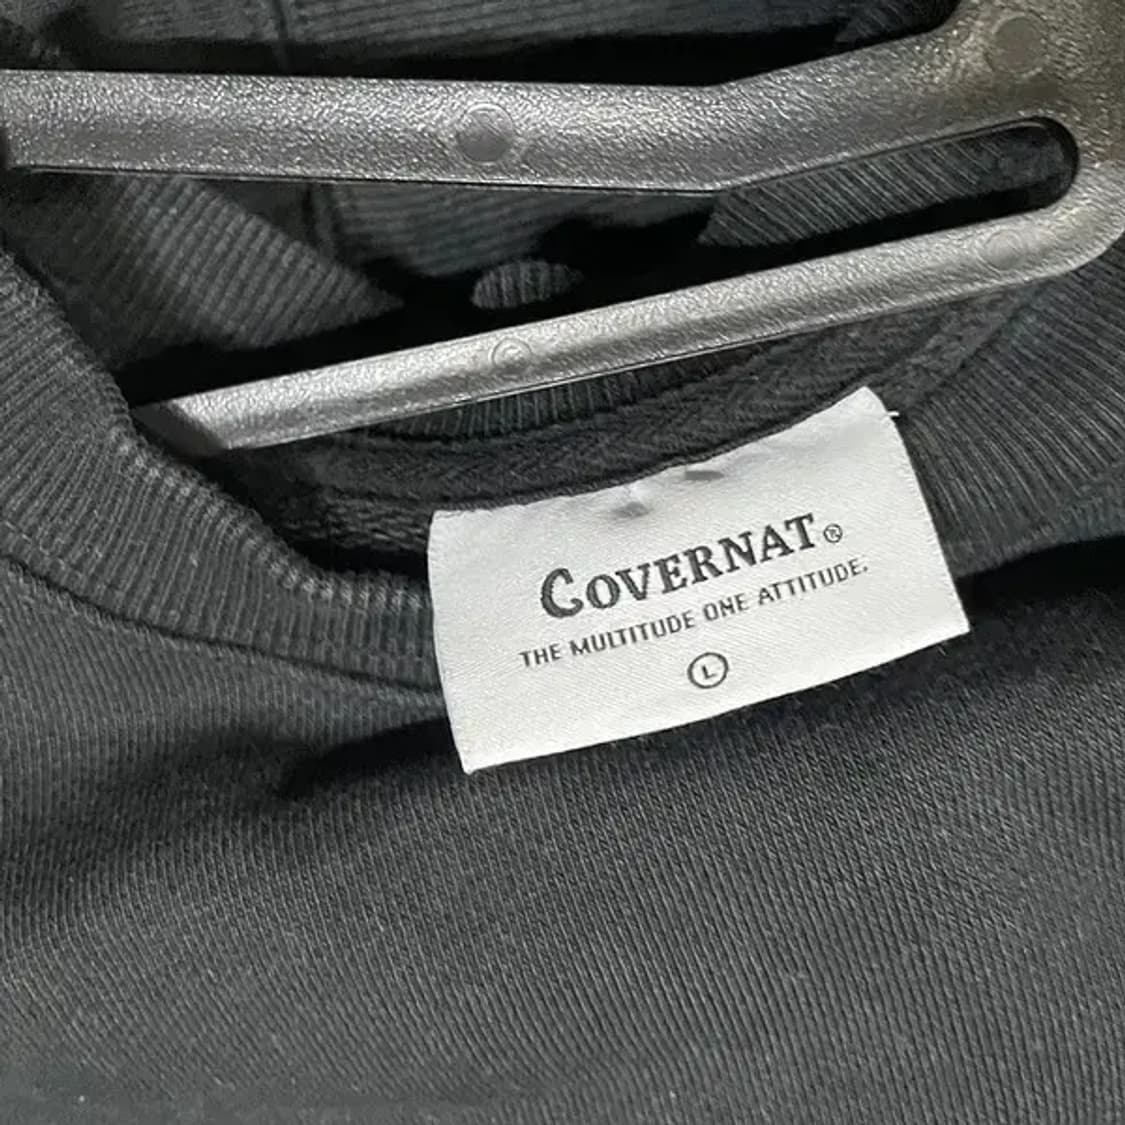 COVERNAT®
THE MULTITUDE ONE ATTITUDE.
L